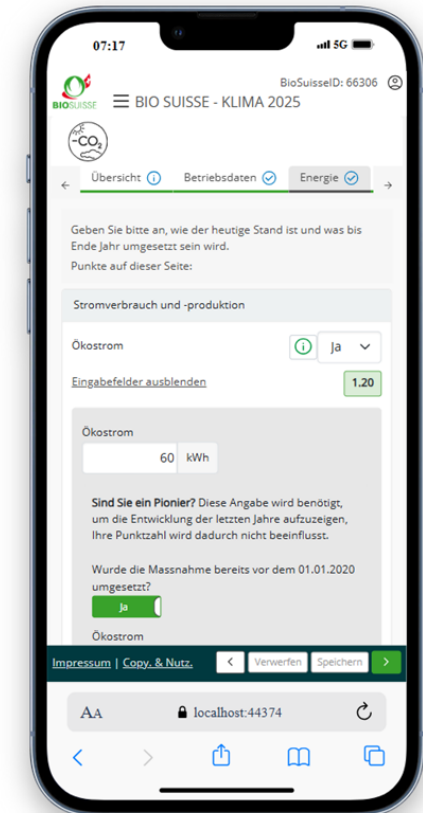 07:17
5G
BioSuisseID: 66306
BIOSUISSE
BIO SUISSE - KLIMA 2025
-CO₂
Übersicht
Betriebsdaten
Energie
Geben Sie bitte an, wie der heutige Stand ist und was bis
Ende Jahr umgesetzt sein wird.
Punkte auf dieser Seite:
Stromverbrauch und -produktion
Ökostrom
Ja
Eingabefelder ausblenden
1.20
Ökostrom
60 kWh
Sind Sie ein Pionier? Diese Angabe wird benötigt,
um die Entwicklung der letzten Jahre aufzuzeigen,
Ihre Punktzahl wird dadurch nicht beeinflusst.
Wurde die Massnahme bereits vor dem 01.01.2020
umgesetzt?
Ja
Ökostrom
Impressum | Copy. & Nutz.
Verwerfen
Speichern
AA
localhost:44374